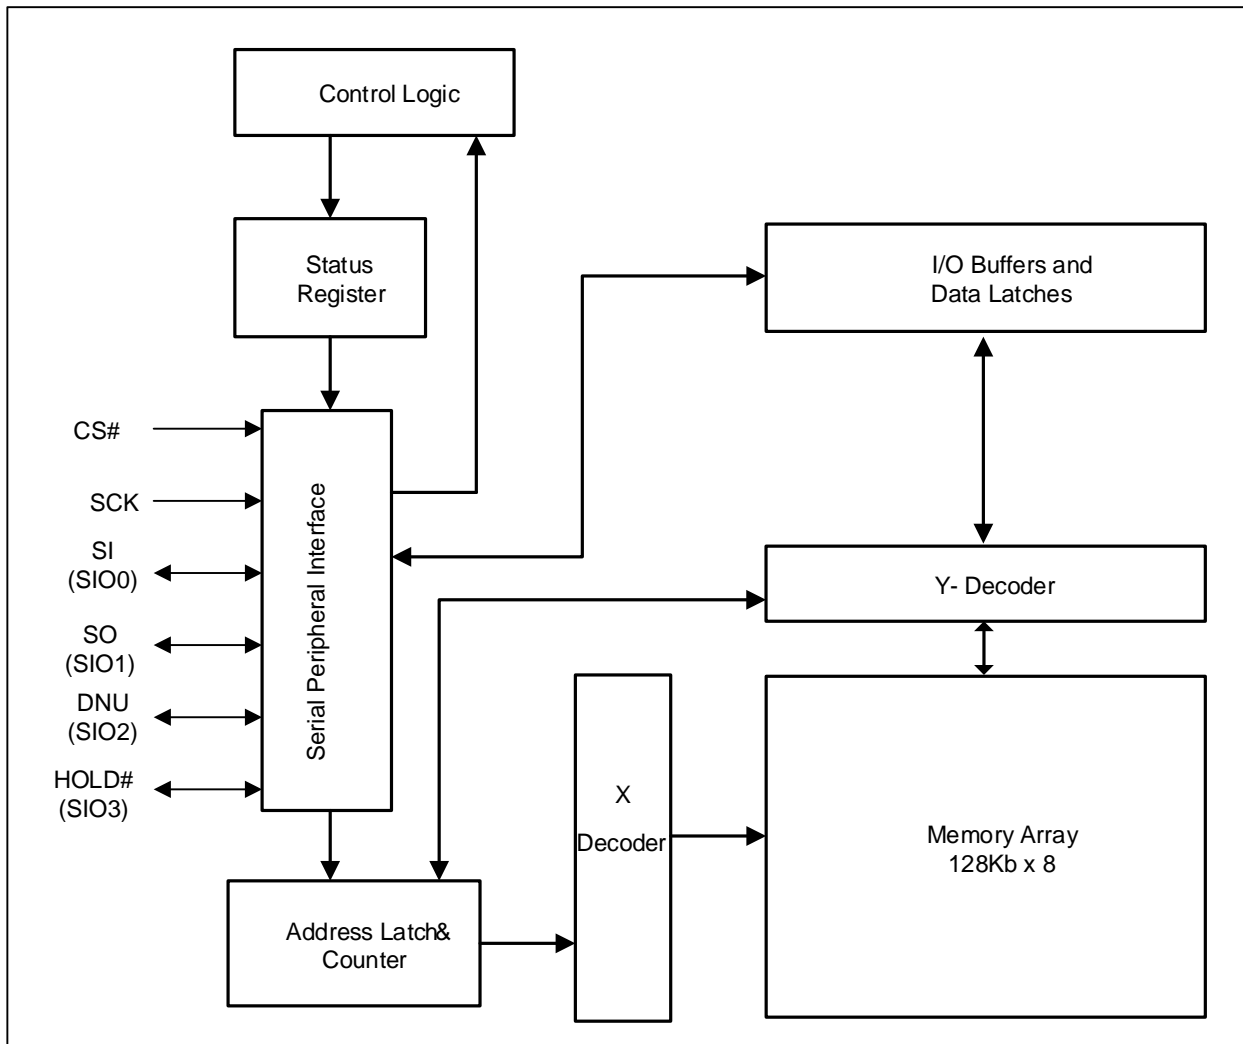 Control Logic
Status
Register
I/O Buffers and
Data Latches
CS#
SCK
SI
(SIO0)
SO
(SIO1)
DNU
(SIO2)
HOLD#
(SIO3)
Serial Peripheral Interface
Y- Decoder
X
Decoder
Memory Array
128Kb x 8
Address Latch&
Counter